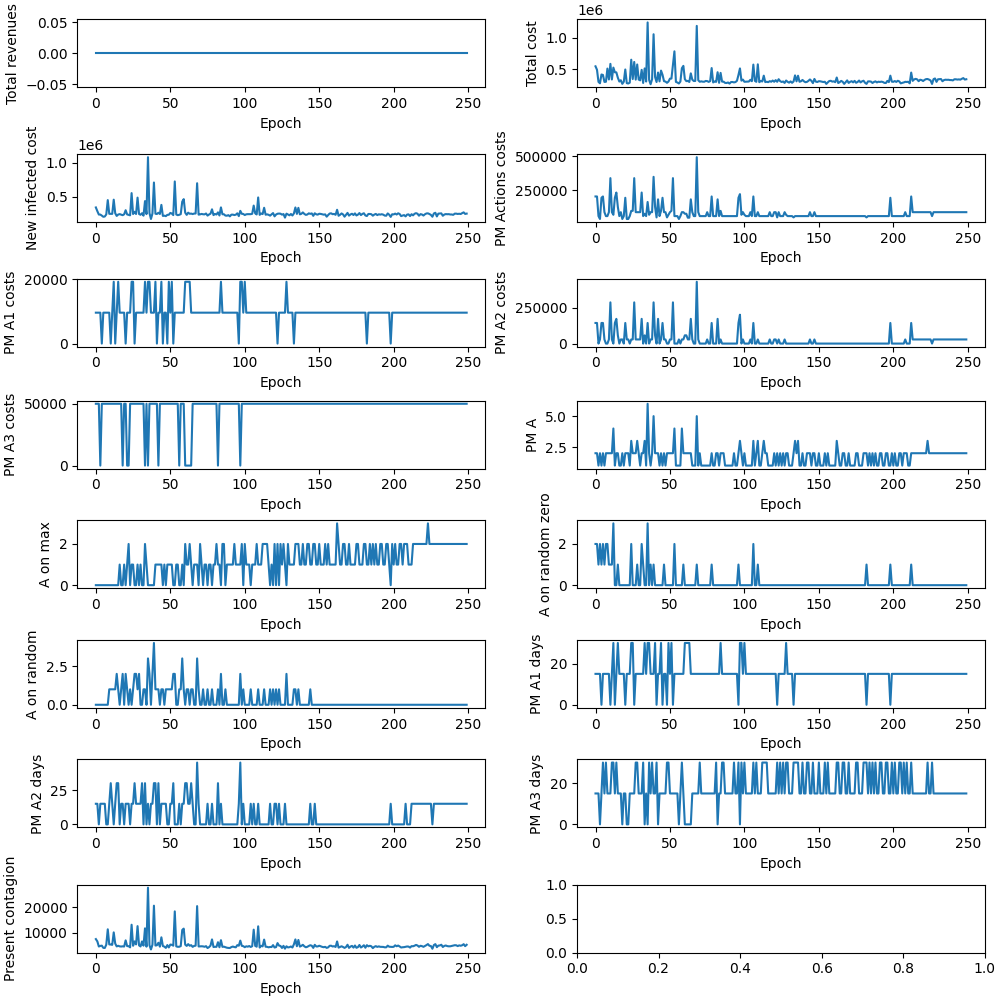 Total revenues
0.05
0.00
−0.05
0 50 100 150 200 250
Epoch
1e6
Total cost
1.0
0.5
0 50 100 150 200 250
Epoch
1e6
New infected cost
1.0
0.5
0 50 100 150 200 250
Epoch
PM Actions costs
500000
250000
0 50 100 150 200 250
Epoch
PM A1 costs
20000
0
0 50 100 150 200 250
Epoch
PM A2 costs
250000
0
0 50 100 150 200 250
Epoch
PM A3 costs
50000
0
0 50 100 150 200 250
Epoch
PM A
5.0
2.5
0 50 100 150 200 250
Epoch
A on max
2
0
0 50 100 150 200 250
Epoch
A on random zero
2
0
0 50 100 150 200 250
Epoch
A on random
2.5
0.0
0 50 100 150 200 250
Epoch
PM A1 days
20
0
0 50 100 150 200 250
Epoch
PM A2 days
25
0
0 50 100 150 200 250
Epoch
PM A3 days
20
0
0 50 100 150 200 250
Epoch
Present contagion
20000
10000
0 50 100 150 200 250
Epoch
1.0
0.5
0.0
0.0 0.2 0.4 0.6 0.8 1.0